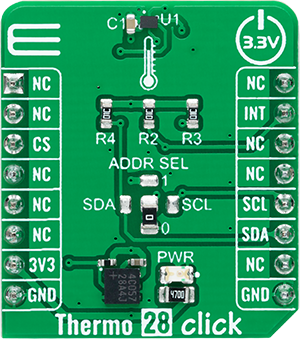 C1 U1
3.3V
NC NC
NC INT
CS NC
NC NC
R4 R2 R3
ADDR SEL
1
NC SDA SCL SCL
0
NC SDA
3V3 PWR NC
GND 4700 GND
Thermo 28 click